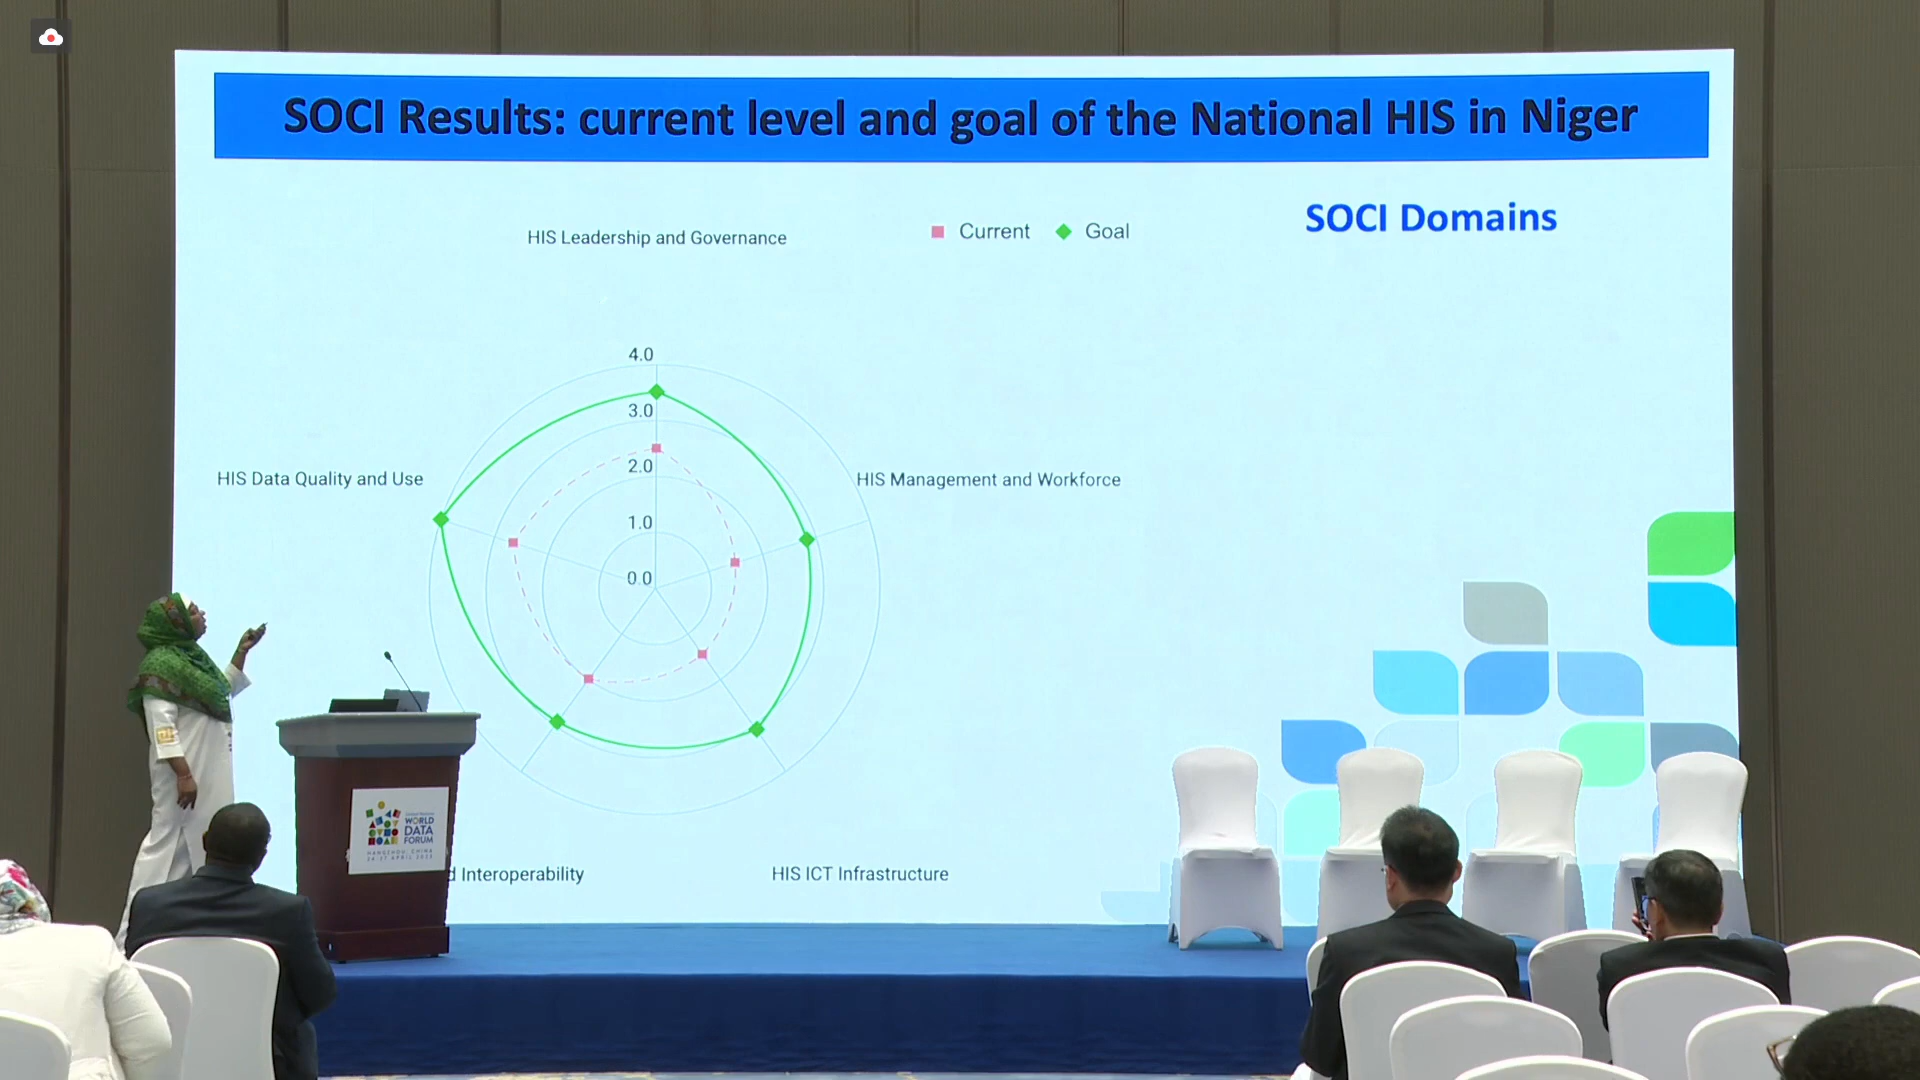 SOCI Results: current level and goal of the National HIS in Niger
SOCI Domains
HIS Leadership and Governance
Current
Goal
4.0
3.0
2.0
1.0
0.0
HIS Data Quality and Use
HIS Management and Workforce
d Interoperability
HIS ICT Infrastructure
WORLD
DATA
FORUM
HANGZHOU, CHINA